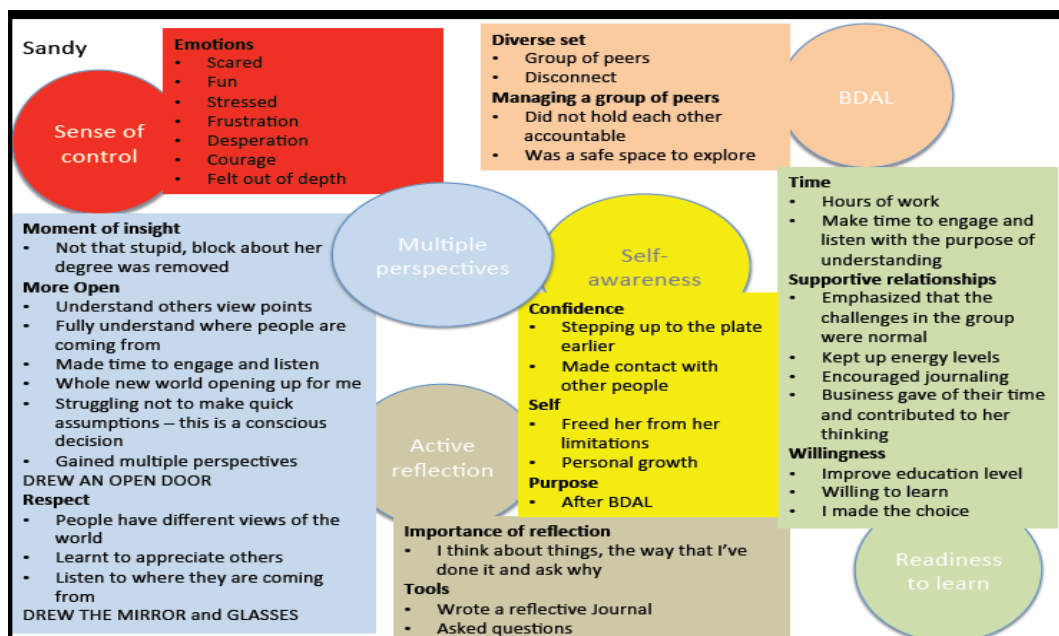 Sandy
Sense of
control
Emotions
• Scared
• Fun
• Stressed
• Frustration
• Desperation
• Courage
• Felt out of depth
Diverse set
• Group of peers
• Disconnect
Managing a group of peers
• Did not hold each other
accountable
• Was a safe space to explore
BDAL
Moment of insight
• Not that stupid, block about her
degree was removed
More Open
• Understand others view points
• Fully understand where people are
coming from
• Made time to engage and listen
• Whole new world opening up for me
• Struggling not to make quick
assumptions – this is a conscious
decision
• Gained multiple perspectives
DREW AN OPEN DOOR
Respect
• People have different views of the
world
• Learnt to appreciate others
• Listen to where they are coming
from
DREW THE MIRROR and GLASSES
Multiple
perspectives
Self-
awareness
Confidence
• Stepping up to the plate
earlier
• Made contact with
other people
Self
• Freed her from her
limitations
• Personal growth
Purpose
• After BDAL
Active
reflection
Importance of reflection
• I think about things, the way that I've
done it and ask why
Tools
• Wrote a reflective Journal
• Asked questions
Time
• Hours of work
• Make time to engage and
listen with the purpose of
understanding
Supportive relationships
• Emphasized that the
challenges in the group
were normal
• Kept up energy levels
• Encouraged journaling
• Business gave of their time
and contributed to her
thinking
Willingness
• Improve education level
• Willing to learn
• I made the choice
Readiness
to learn